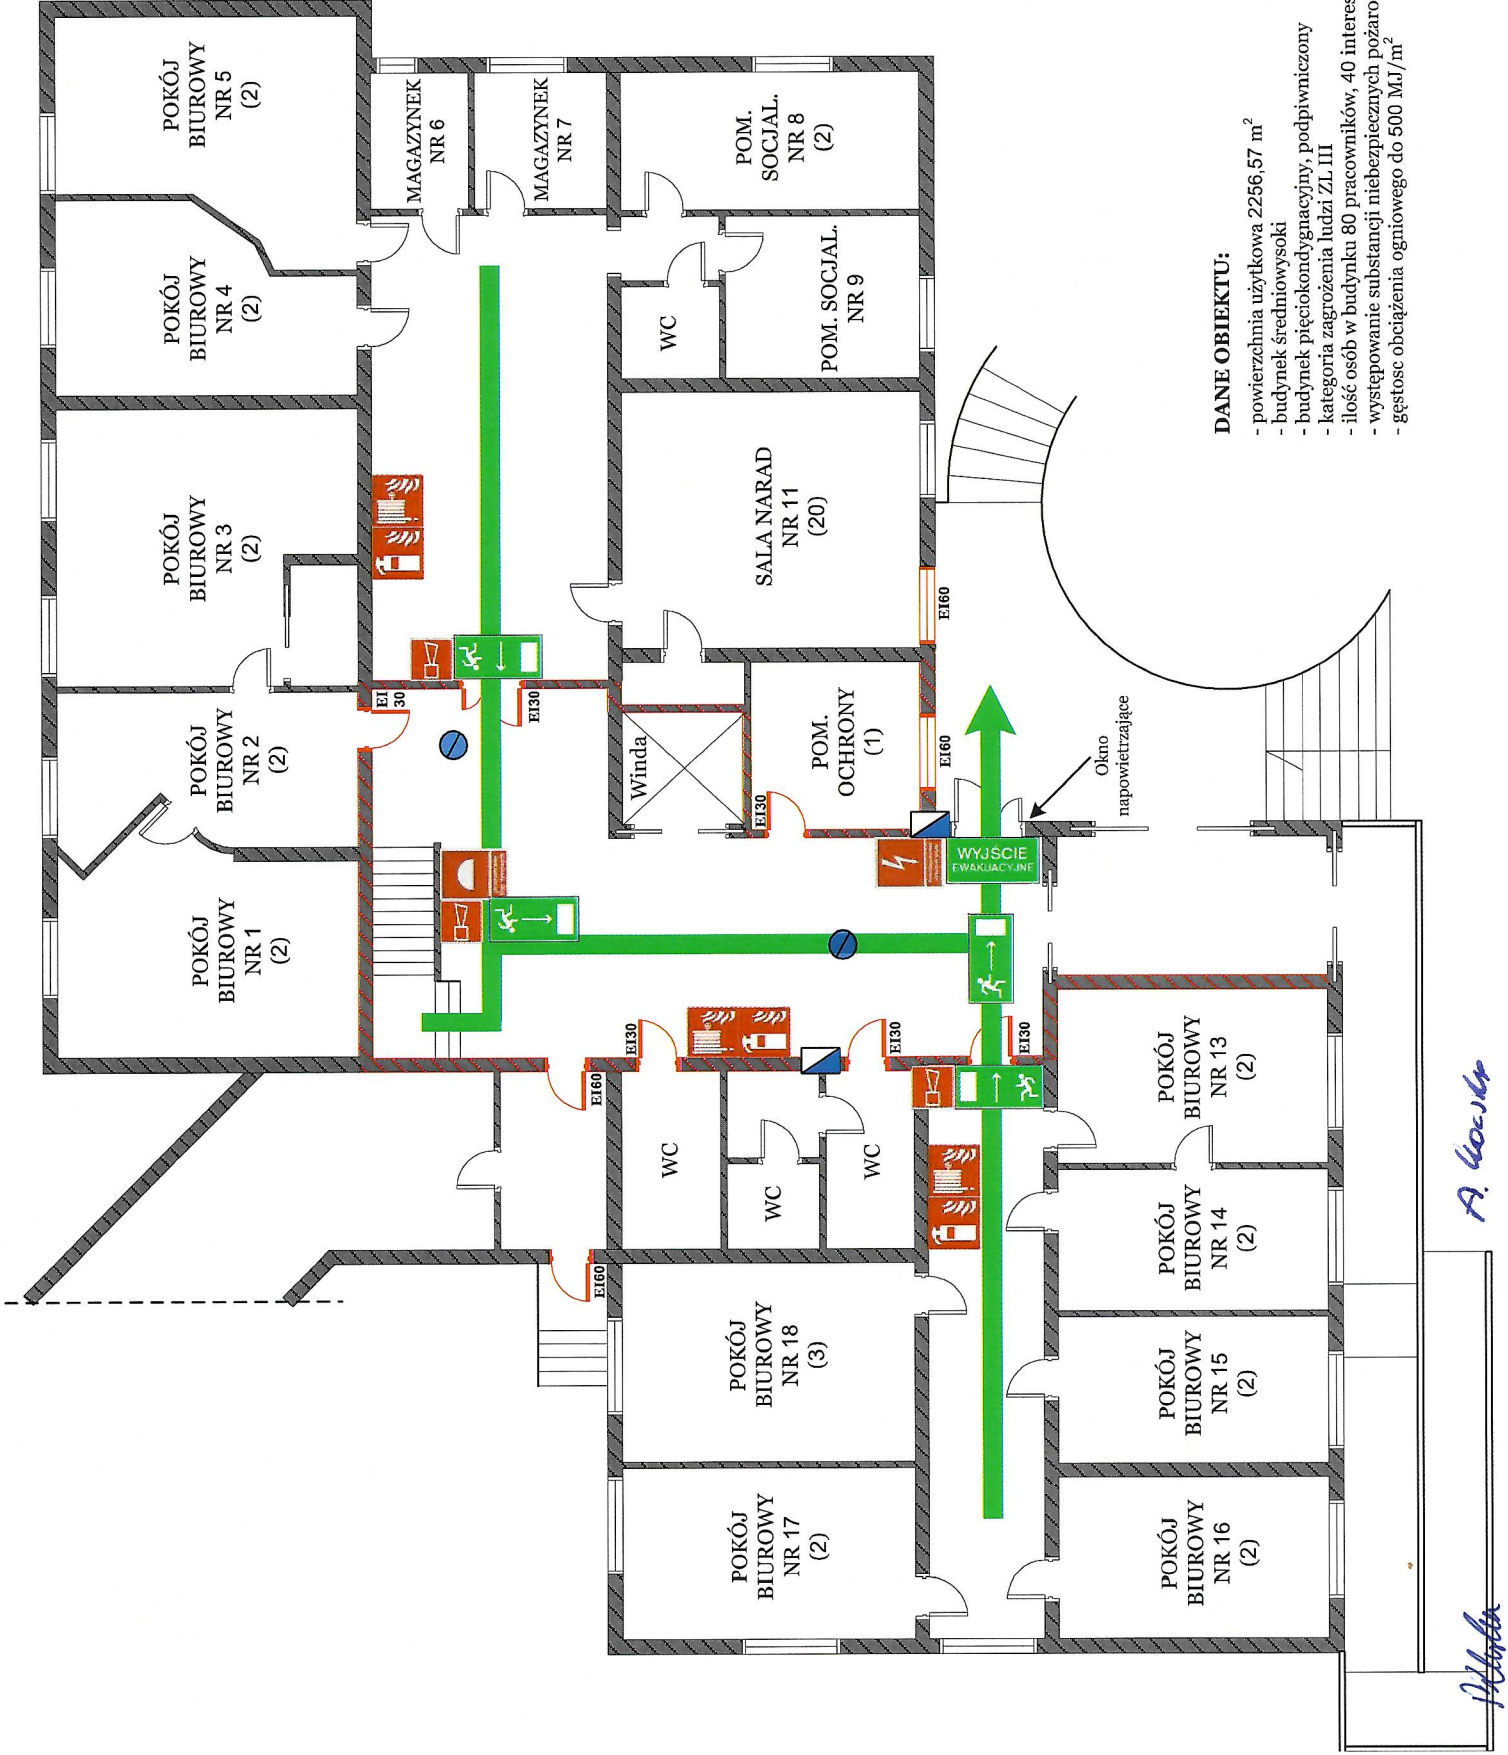 POKÓJ
BIUROWY
NR 5
(2)
POKÓJ
BIUROWY
NR 4
(2)
POKÓJ
BIUROWY
NR 3
(2)
POKÓJ
BIUROWY
NR 2
(2)
POKÓJ
BIUROWY
NR 1
(2)
MAGAZYNEK
NR 6
MAGAZYNEK
NR 7
POM.
SOCJAL.
NR 8
(2)
WC
POM. SOCJAL.
NR 9
SALA NARAD
NR 11
(20)
EI
30
EI30
Winda
POM.
OCHRONY
(1)
EI30
EI60
EI60
WYJŚCIE
EWAKUACYJNE
Okno
napowietrzające
EI30
EI30
EI30
EI60
EI60
WC
WC
WC
POKÓJ
BIUROWY
NR 13
(2)
POKÓJ
BIUROWY
NR 14
(2)
POKÓJ
BIUROWY
NR 15
(2)
POKÓJ
BIUROWY
NR 16
(2)
POKÓJ
BIUROWY
NR 17
(2)
POKÓJ
BIUROWY
NR 18
(3)
DANE OBIEKTU:
- powierzchnia użytkowa 2256,57 m²
- budynek średniowysoki
- budynek pięciokondygnacyjny, podpiwniczony
- kategoria zagrożenia ludzi ZL III
- ilość osób w budynku 80 pracowników, 40 interes
- występowanie substancji niebezpiecznych pożaro
- gęstosc obciążenia ogniowego do 500 MJ/m²